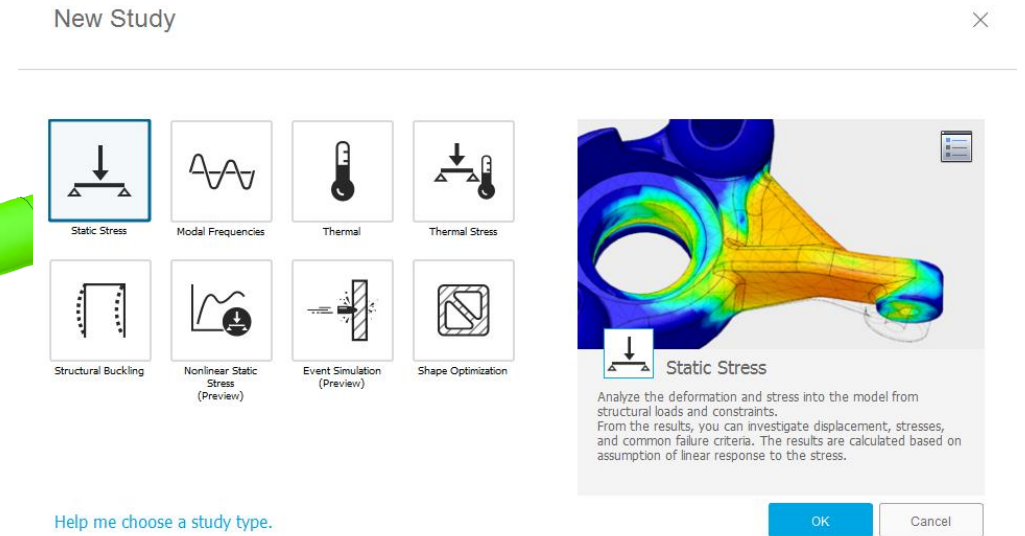 New Study
Static Stress
Modal Frequencies
Thermal
Thermal Stress
Structural Buckling
Nonlinear Static
Stress
(Preview)
Event Simulation
(Preview)
Shape Optimization
Static Stress
Analyze the deformation and stress into the model from
structural loads and constraints.
From the results, you can investigate displacement, stresses,
and common failure criteria. The results are calculated based on
assumption of linear response to the stress.
Help me choose a study type.
OK
Cancel